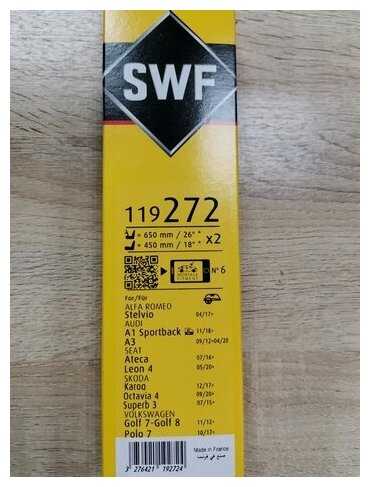 SWF
119272
= 650 mm / 26" *
= 450 mm / 18" * x2
N° 6
For/Für
ALFA ROMEO
Stelvio 04/17>
AUDI
A1 Sportback 11/18>
A3 09/12>04/20
SEAT
Ateca 07/16>
Leon 4 05/20>
SKODA
Karoq 12/17>
Octavia 4 09/20>
Superb 3 07/15>
VOLKSWAGEN
Golf 7-Golf 8 11/12>
Polo 7 10/17>
Made in France
صنع في فرنسا
3 276421 192724